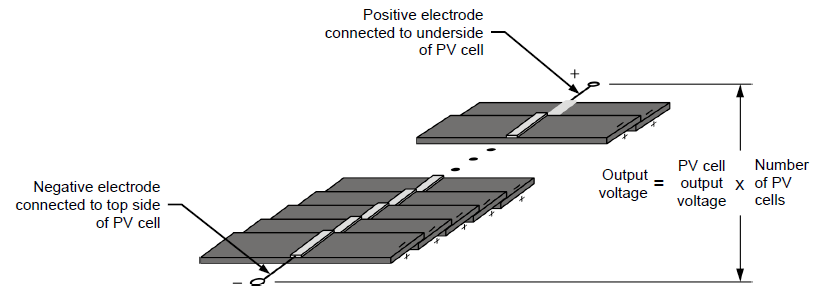 Positive electrode
connected to underside
of PV cell
+
Output
voltage
=
PV cell
output
voltage
x
Number
of PV
cells
Negative electrode
connected to top side
of PV cell
–